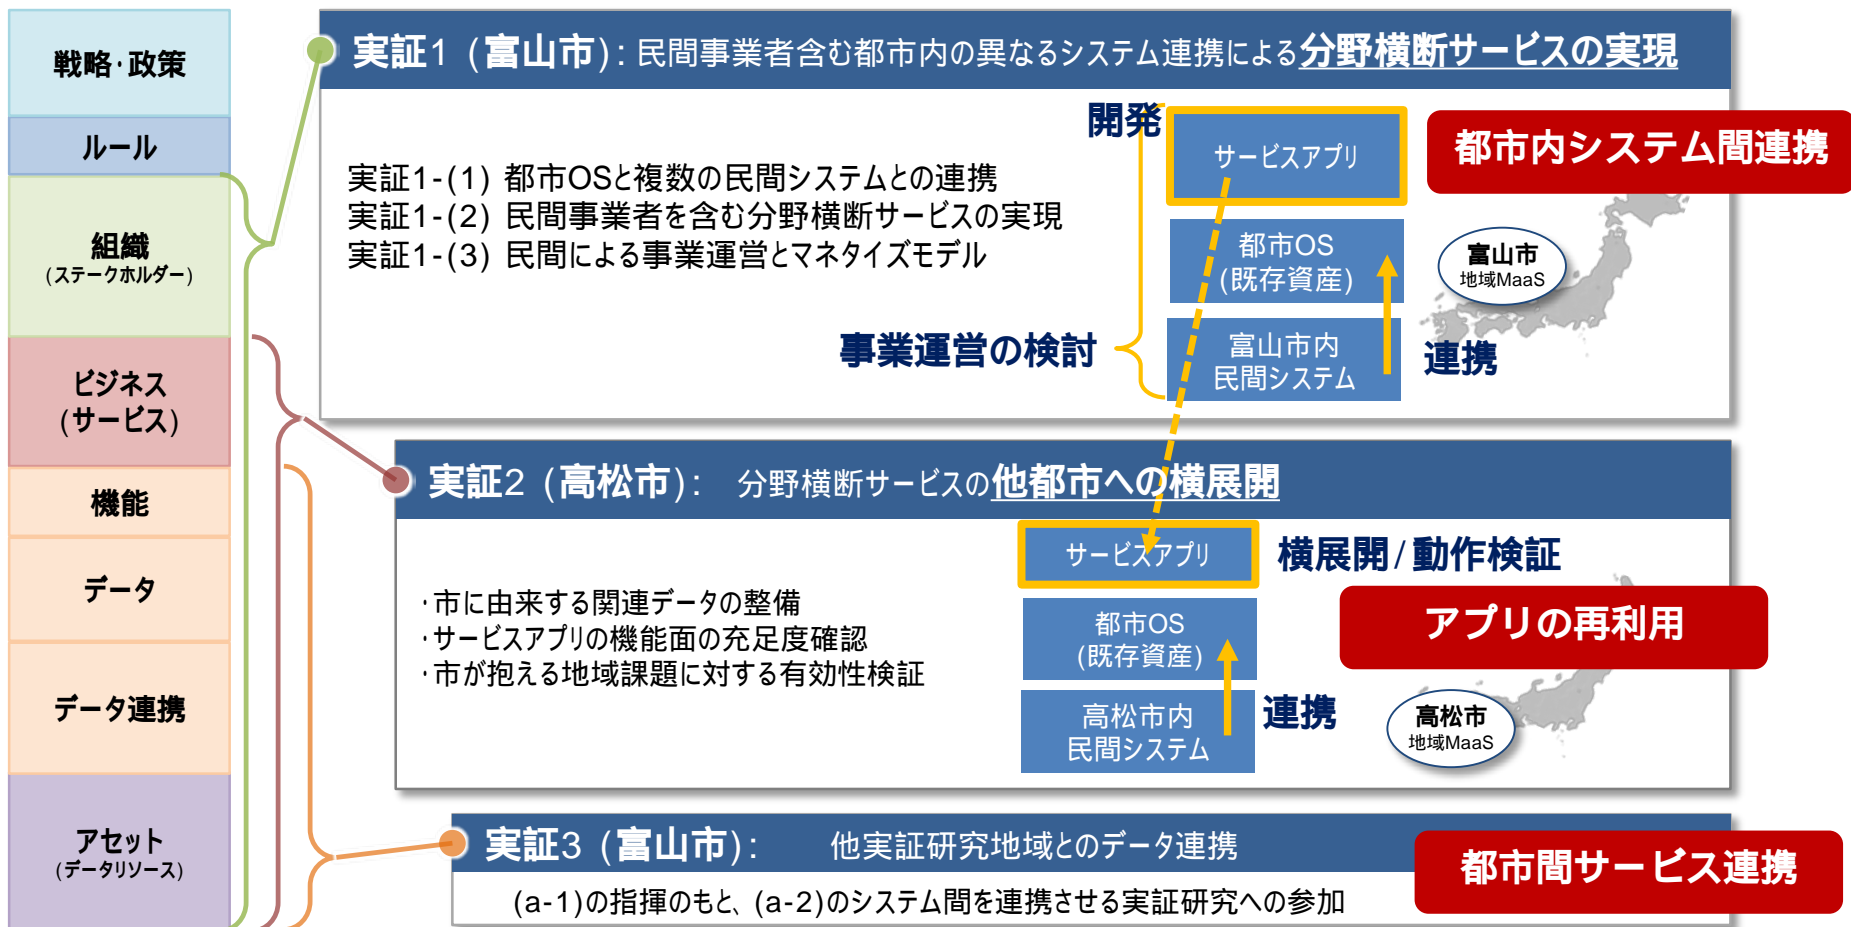 戦略・政策
ルール
組織
(ステークホルダー)
ビジネス
(サービス)
機能
データ
データ連携
アセット
(データリソース)
実証1（富山市）: 民間事業者含む都市内の異なるシステム連携による分野横断サービスの実現
実証1-(1) 都市OSと複数の民間システムとの連携
実証1-(2) 民間事業者を含む分野横断サービスの実現
実証1-(3) 民間による事業運営とマネタイズモデル
開発
サービスアプリ
都市OS
(既存資産)
富山市内
民間システム
事業運営の検討
連携
都市内システム間連携
富山市
地域MaaS
実証2（高松市）: 分野横断サービスの他都市への横展開
・市に由来する関連データの整備
・サービスアプリの機能面の充足度確認
・市が抱える地域課題に対する有効性検証
サービスアプリ
都市OS
(既存資産)
高松市内
民間システム
横展開/動作検証
連携
アプリの再利用
高松市
地域MaaS
実証3（富山市）: 他実証研究地域とのデータ連携
(a-1)の指揮のもと、(a-2)のシステム間を連携させる実証研究への参加
都市間サービス連携